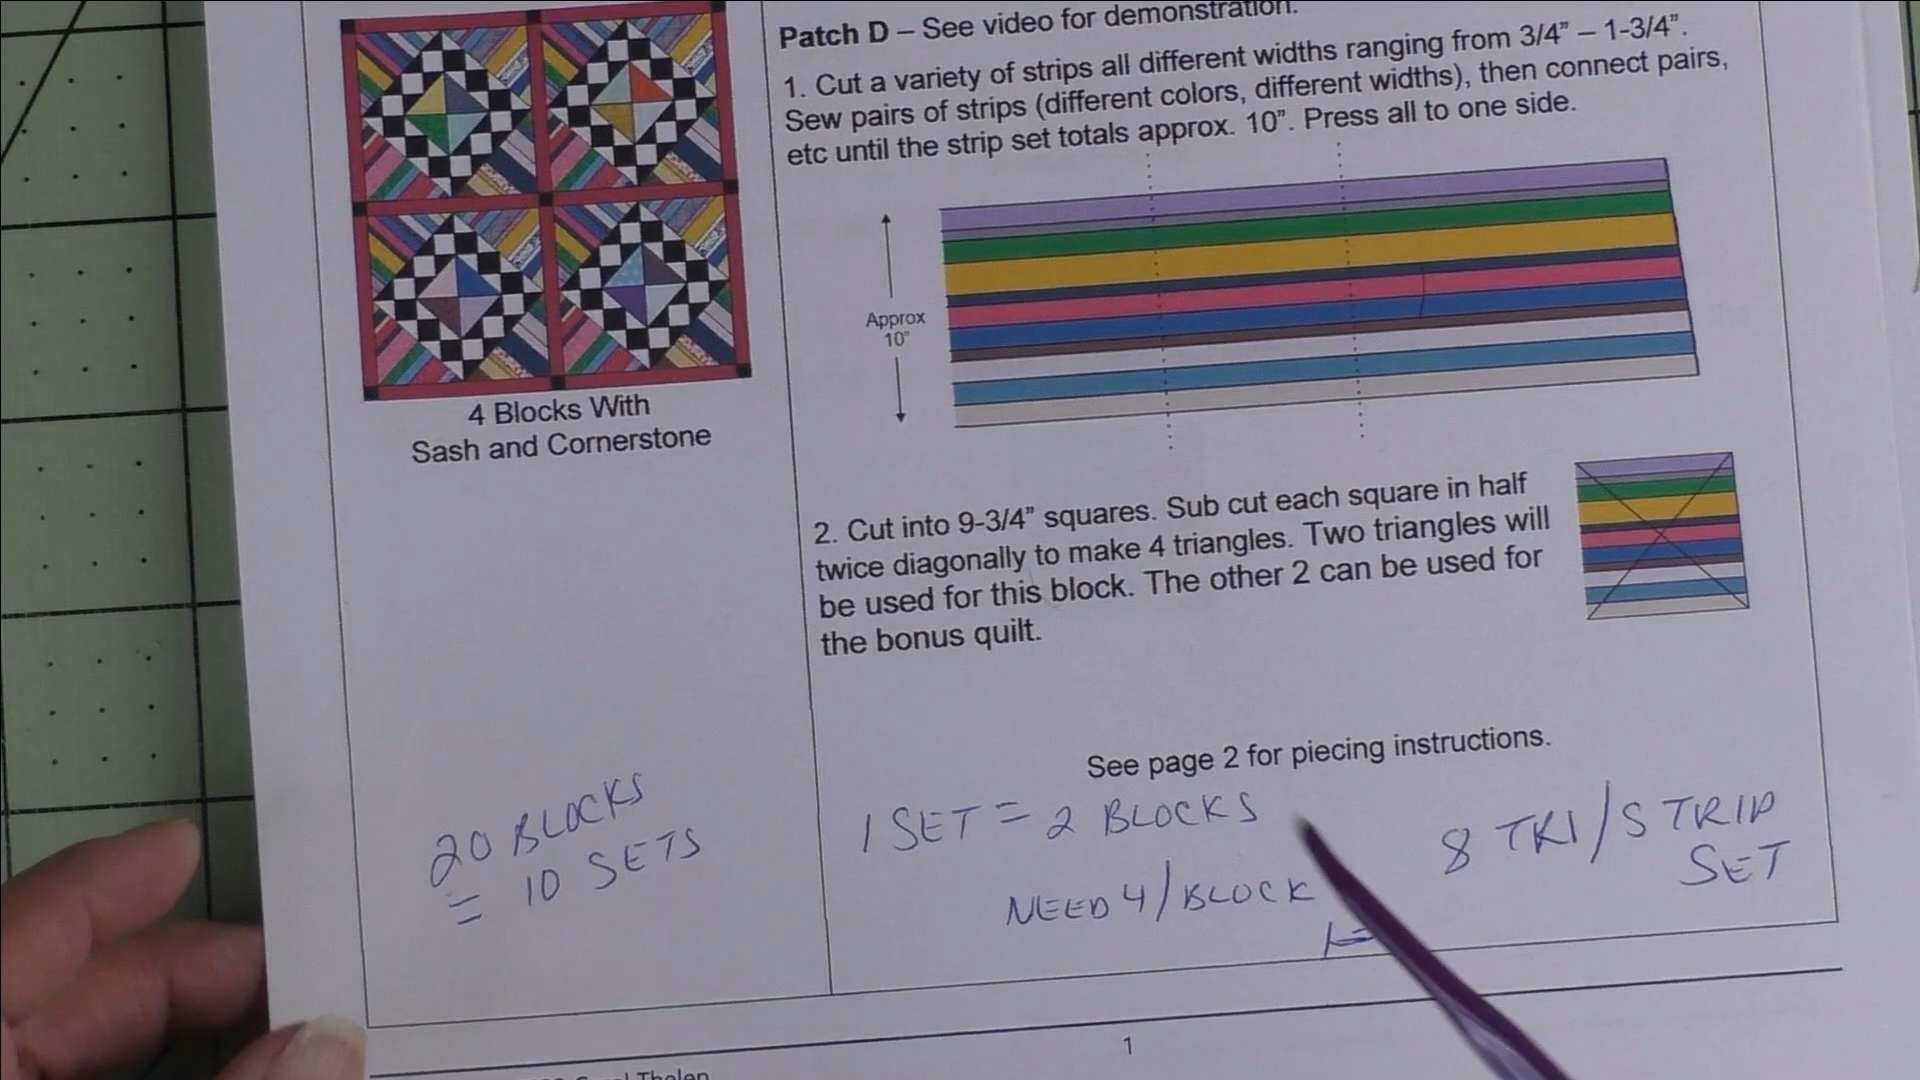 Patch D – See video for demonstration.
1. Cut a variety of strips all different widths ranging from 3/4” – 1-3/4”.
Sew pairs of strips (different colors, different widths), then connect pairs,
etc until the strip set totals approx. 10”. Press all to one side.
Approx
10”
4 Blocks With
Sash and Cornerstone
2. Cut into 9-3/4” squares. Sub cut each square in half
twice diagonally to make 4 triangles. Two triangles will
be used for this block. The other 2 can be used for
the bonus quilt.
See page 2 for piecing instructions.
20 BLOCKS
= 10 SETS
1 SET = 2 BLOCKS
NEED 4/BLOCK
8 TRI/STRIP
SET
1
Tholen